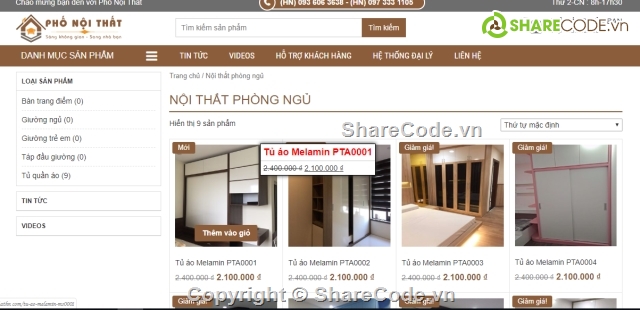 Chào mừng bạn đến với Phố Nội Thất
(HN) 093 606 3638 - (HN) 097 333 1105
Thứ 2-CN : 8h-17h30
PHỐ NỘI THẤT
Sáng không gian - Sang nhà bạn
Tìm kiếm sản phẩm
Tìm kiếm
SHARECODE.vn
DANH MỤC SẢN PHẨM
TIN TỨC
VIDEOS
HỖ TRỢ KHÁCH HÀNG
HỆ THỐNG ĐẠI LÝ
LIÊN HỆ
LOẠI SẢN PHẨM
Bàn trang điểm (0)
Giường ngủ (0)
Giường trẻ em (0)
Táp đầu giường (0)
Tủ quần áo (9)
TIN TỨC
VIDEOS
Trang chủ / Nội thất phòng ngủ
NỘI THẤT PHÒNG NGỦ
Hiển thị 9 sản phẩm
Thứ tự mặc định
ShareCode.vn
Mới
Tủ áo Melamin PTA0001
2.400.000 ₫ 2.100.000 ₫
Giảm giá!
Giảm giá!
Thêm vào giỏ
Tủ áo Melamin PTA0001
2.400.000 ₫ 2.100.000 ₫
Tủ áo Melamin PTA0002
2.400.000 ₫ 2.100.000 ₫
Tủ áo Melamin PTA0003
2.400.000 ₫ 2.100.000 ₫
Tủ áo Melamin PTA0004
2.400.000 ₫ 2.100.000 ₫
Giảm giá!
Giảm giá!
Giảm giá!
Giảm giá!
Copyright © ShareCode.vn